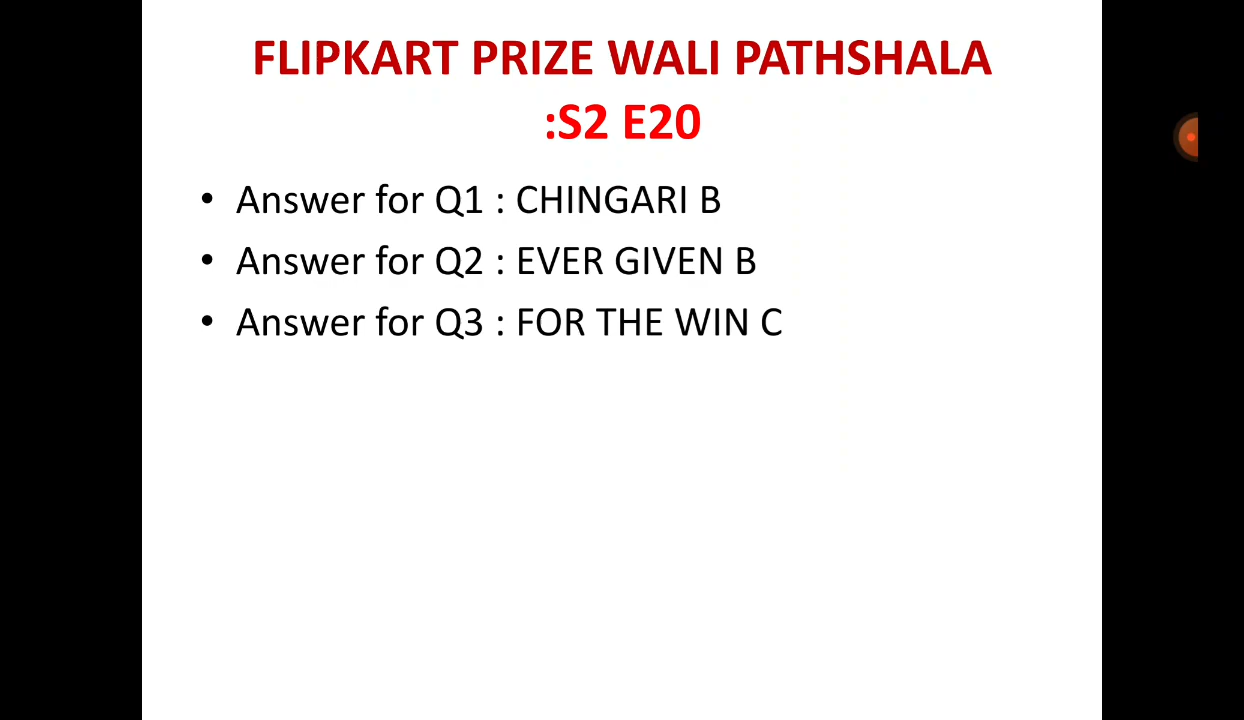 FLIPKART PRIZE WALI PATHSHALA
:S2 E20
• Answer for Q1 : CHINGARI B
• Answer for Q2 : EVER GIVEN B
• Answer for Q3 : FOR THE WIN C